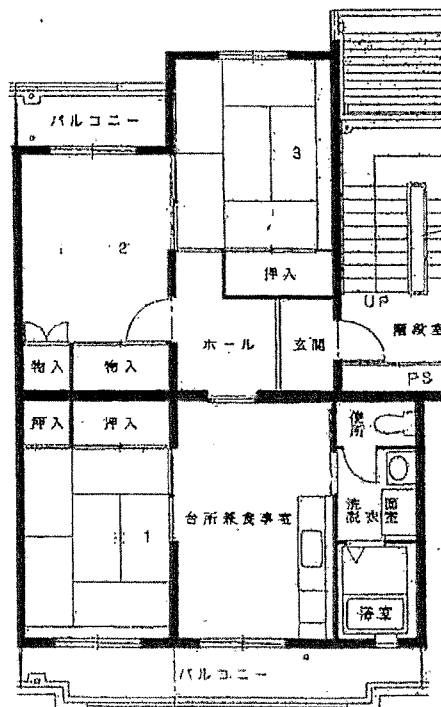 バルコニー
3
2
押入
UP
ホール
玄関
階段室
物入
物入
PS
押入
押入
便所
台所兼食事室
洗面
脱衣室
1
浴室
バルコニー